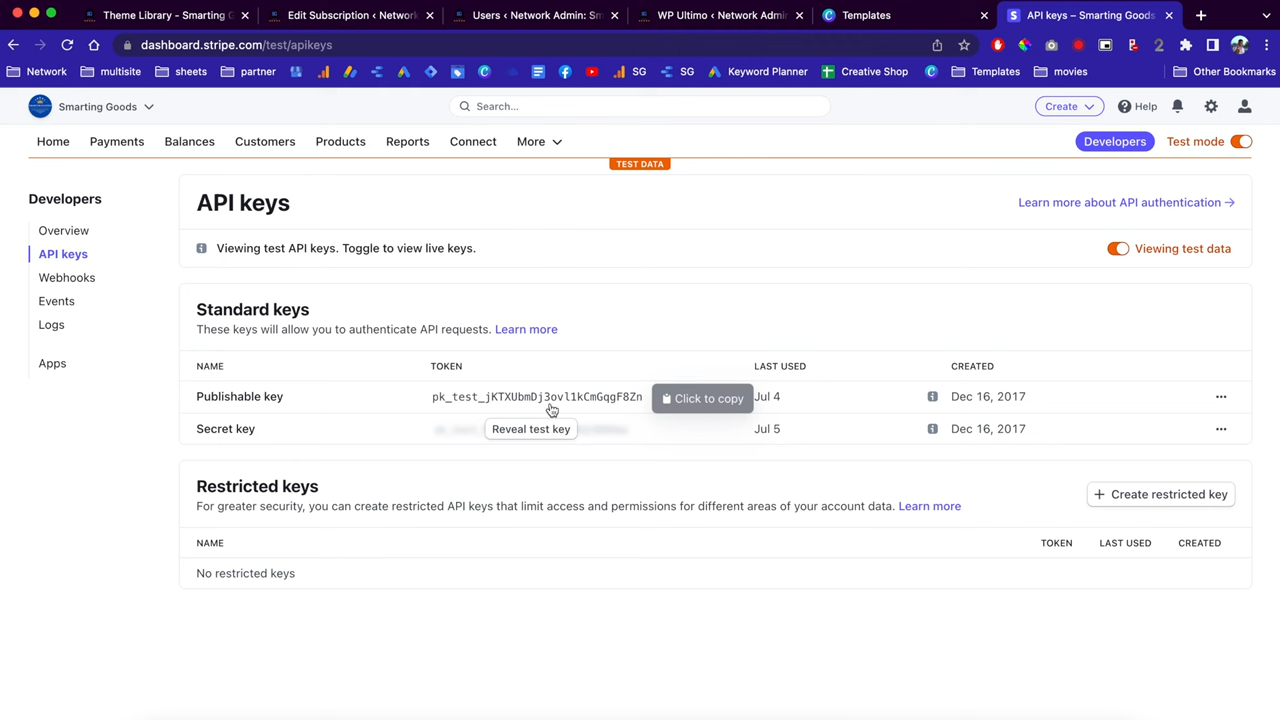 Theme Library - Smarting G
Edit Subscription ‹ Network
Users ‹ Network Admin: Sm
WP Ultimo ‹ Network Admin
Templates
API keys – Smarting Goods
dashboard.stripe.com/test/apikeys
Network
multisite
sheets
partner
SG
SG
Keyword Planner
Creative Shop
Templates
movies
Other Bookmarks
Smarting Goods
Search...
Create
Help
Home
Payments
Balances
Customers
Products
Reports
Connect
More
Developers
Test mode
TEST DATA
Developers
Overview
API keys
Webhooks
Events
Logs
Apps
API keys
Learn more about API authentication →
Viewing test API keys. Toggle to view live keys.
Viewing test data
Standard keys
These keys will allow you to authenticate API requests. Learn more
NAME TOKEN LAST USED CREATED
Publishable key pk_test_jKTXUbmDj3ovl1kCmGqgF8Zn Click to copy Jul 4 Dec 16, 2017
Secret key Reveal test key Jul 5 Dec 16, 2017
Restricted keys
+ Create restricted key
For greater security, you can create restricted API keys that limit access and permissions for different areas of your account data. Learn more
NAME TOKEN LAST USED CREATED
No restricted keys